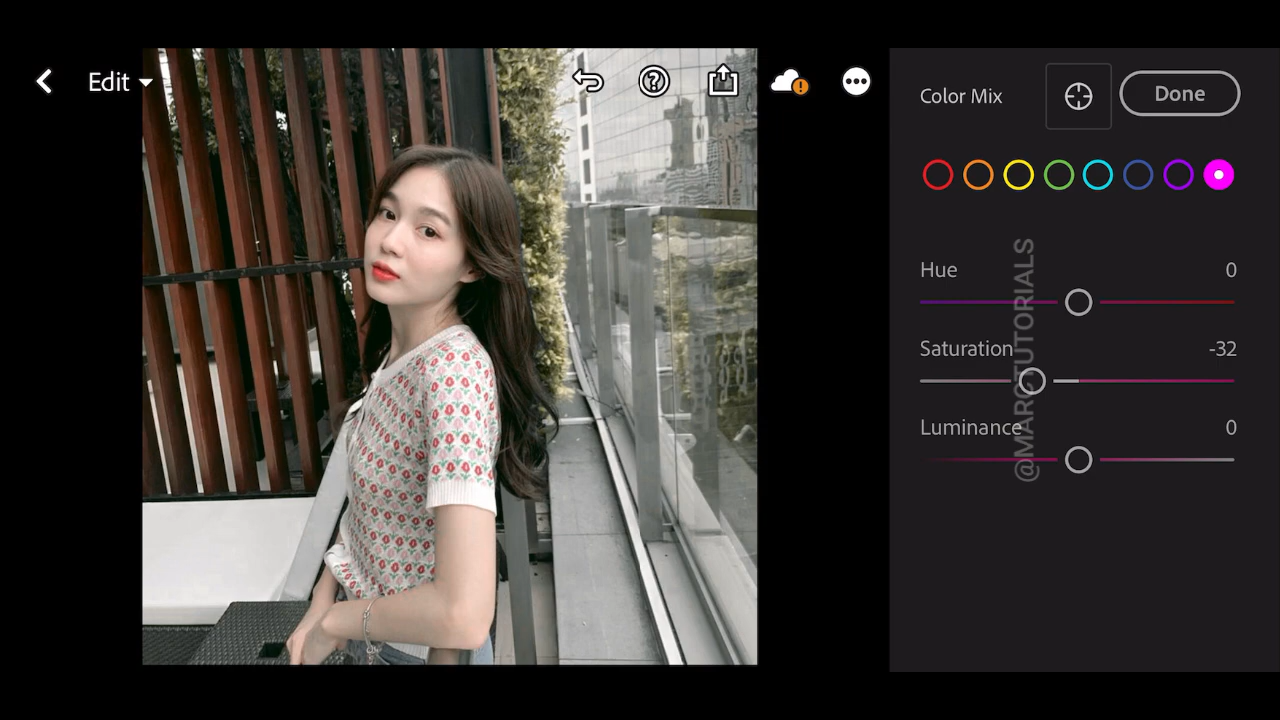 Edit
Color Mix
Done
Hue
0
Saturation
-32
Luminance
0
@MARCTUTORIALS